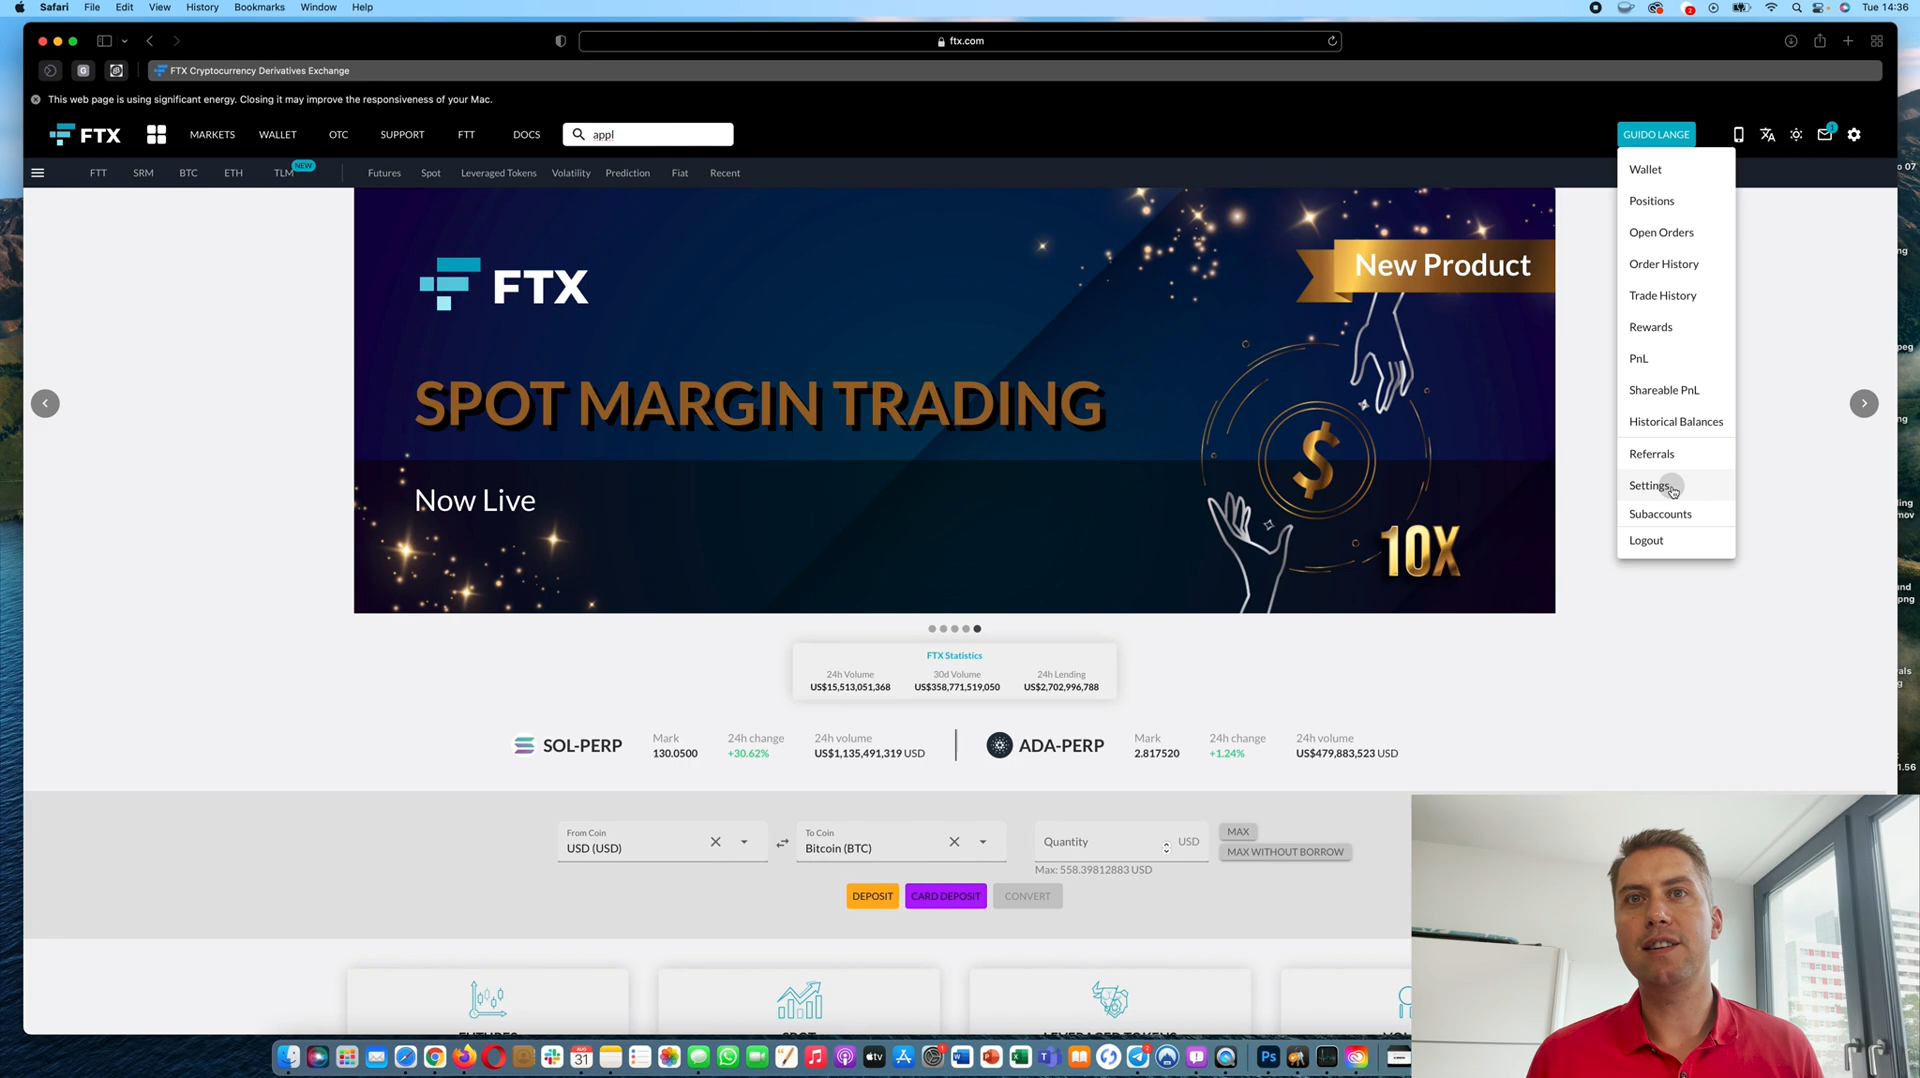 Safari File Edit View History Bookmarks Window Help
2
Tue 14:36
ftx.com
G
FTX Cryptocurrency Derivatives Exchange
This web page is using significant energy. Closing it may improve the responsiveness of your Mac.
FTX MARKETS WALLET OTC SUPPORT FTT DOCS appl GUIDO LANGE
FTT SRM BTC ETH TLM NEW Futures Spot Leveraged Tokens Volatility Prediction Fiat Recent
Wallet
Positions
Open Orders
Order History
Trade History
Rewards
PnL
Shareable PnL
Historical Balances
Referrals
Settings
Subaccounts
Logout
FTX
New Product
SPOT MARGIN TRADING
Now Live
$
10X
FTX Statistics
24h Volume 30d Volume 24h Lending
US$15,513,051,368 US$358,771,519,050 US$2,702,996,788
SOL-PERP Mark 24h change 24h volume ADA-PERP Mark 24h change 24h volume
130.0500 +30.62% US$1,135,491,319 USD 2.817520 +1.24% US$479,883,523 USD
From Coin To Coin
USD (USD) Bitcoin (BTC) Quantity USD MAX
MAX WITHOUT BORROW
Max: 558.39812883 USD
DEPOSIT CARD DEPOSIT CONVERT
AUG
31
tv
Ps